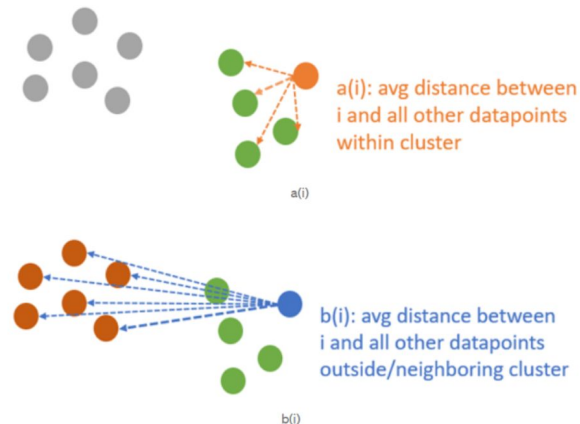 a(i): avg distance between
i and all other datapoints
within cluster
a(i)
b(i): avg distance between
i and all other datapoints
outside/neighboring cluster
b(i)